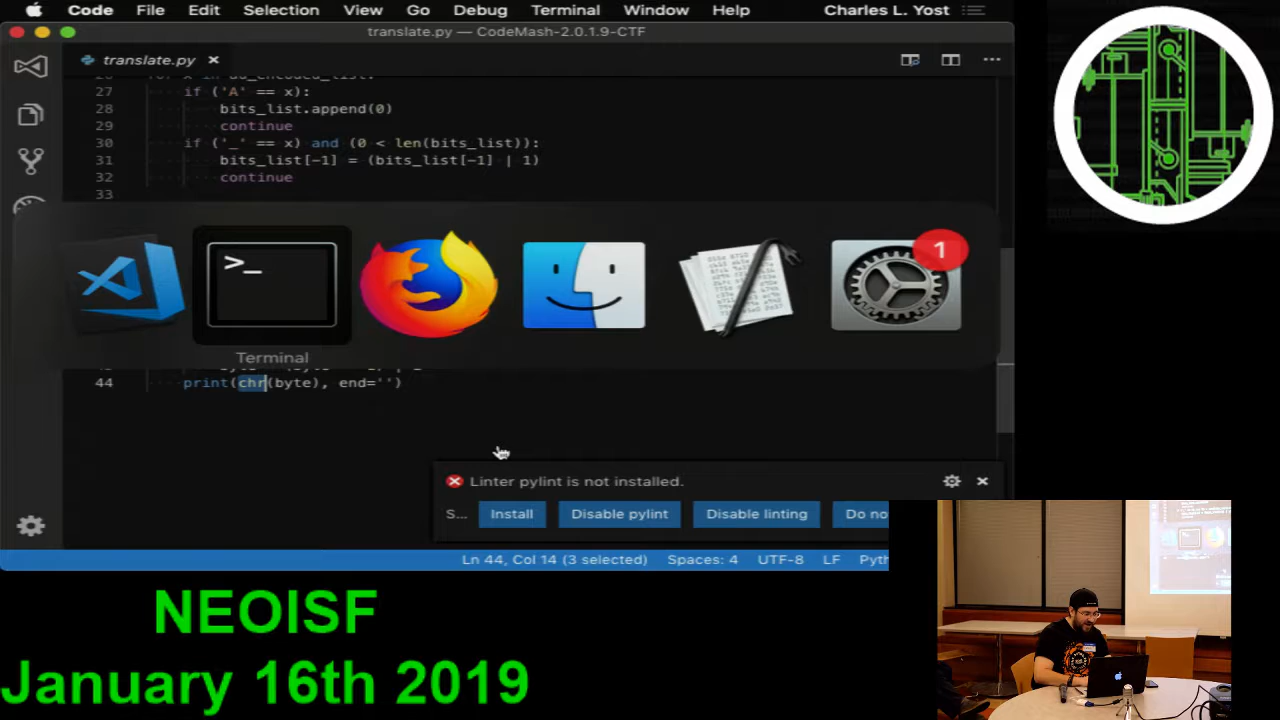 Code File Edit Selection View Go Debug Terminal Window Help Charles L. Yost
translate.py — CodeMash-2.0.1.9-CTF
translate.py
27 if ('A' == x):
28 bits_list.append(0)
29 continue
30 if ('_' == x) and (0 < len(bits_list)):
31 bits_list[-1] = (bits_list[-1] | 1)
32 continue
33
>_
1
Terminal
44 print(chr(byte), end='')
Linter pylint is not installed.
S... Install Disable pylint Disable linting Do no
Ln 44, Col 14 (3 selected) Spaces: 4 UTF-8 LF Pyth
NEOISF
January 16th 2019